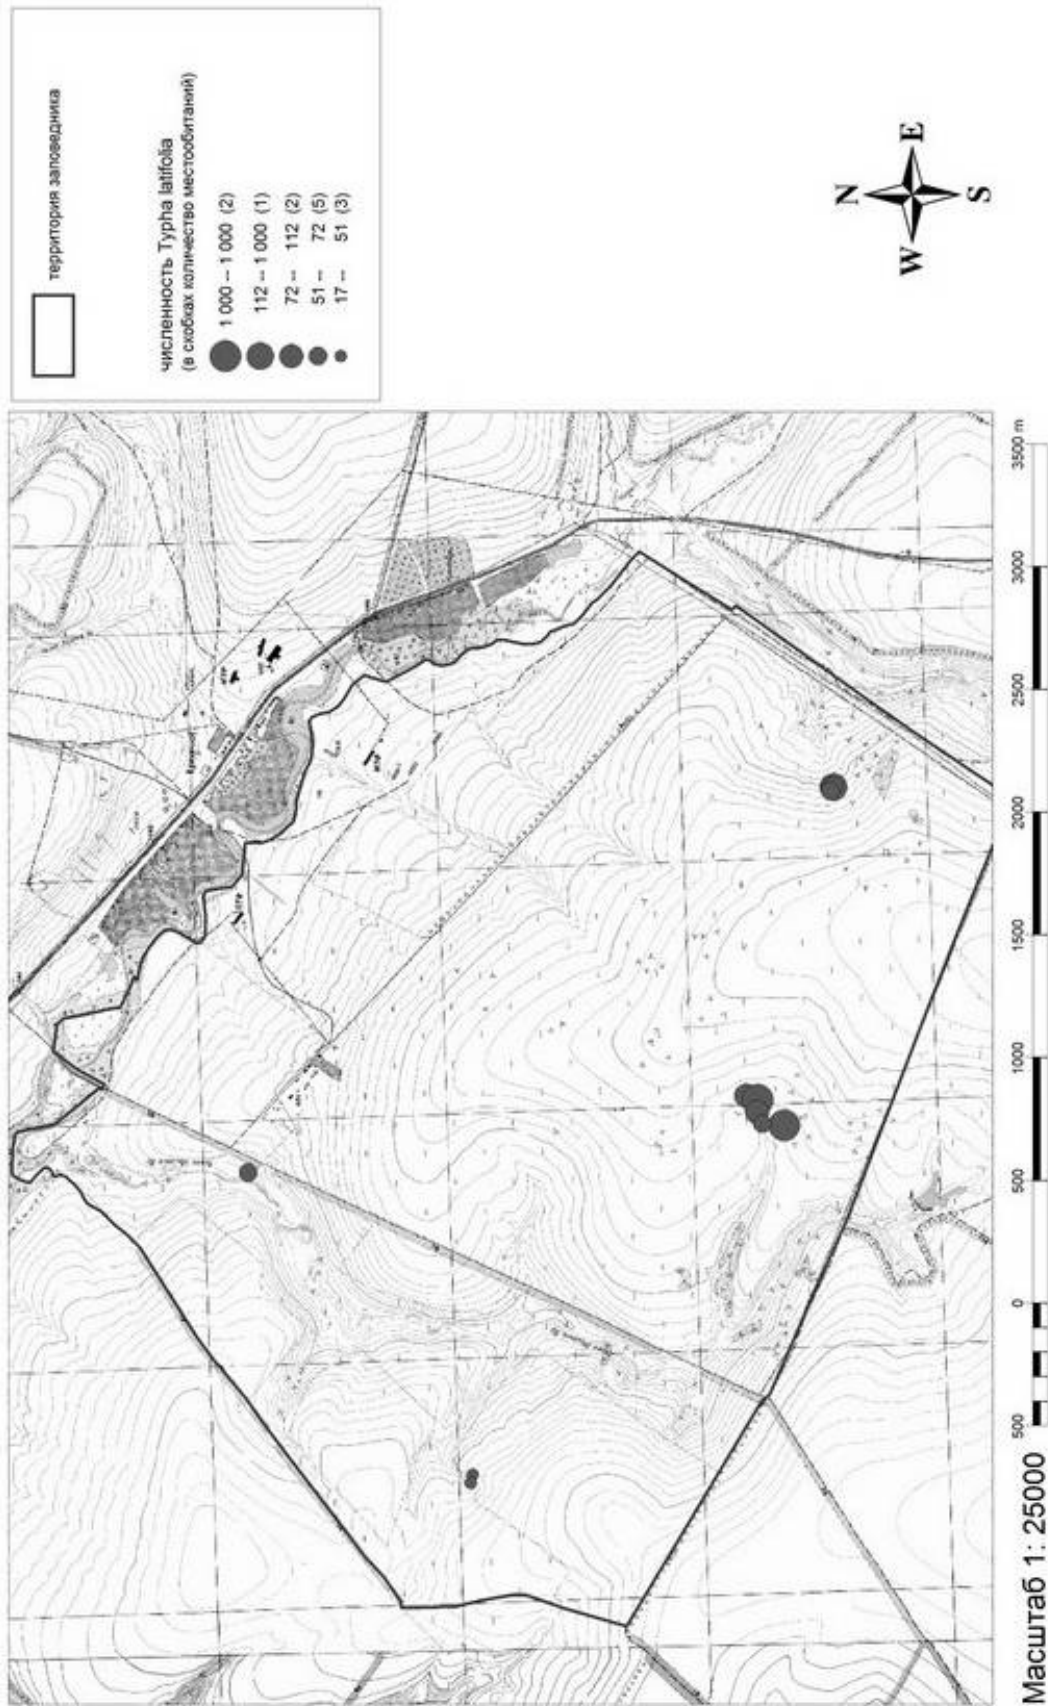 территория заповедника
численность Typha latifolia
(в скобках количество местообитаний)
1 000 -- 1 000 (2)
112 -- 1 000 (1)
72 -- 112 (2)
51 -- 72 (5)
17 -- 51 (3)
N
W E
S
500 0 500 1000 1500 2000 2500 3000 3500 m
Масштаб 1: 25000